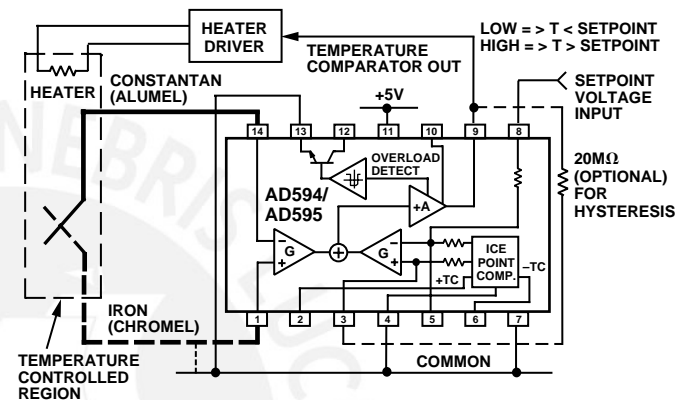 HEATER
DRIVER
LOW = > T < SETPOINT
HIGH = > T > SETPOINT
TEMPERATURE
COMPARATOR OUT
HEATER
CONSTANTAN
(ALUMEL)
+5V
SETPOINT
VOLTAGE
INPUT
14
13
12
11
10
9
8
OVERLOAD
DETECT
20MΩ
(OPTIONAL)
FOR
HYSTERESIS
AD594/
AD595
+A
–
G
+
+
–
G
+
ICE
POINT
COMP.
–TC
+TC
IRON
(CHROMEL)
1
2
3
4
5
6
7
COMMON
TEMPERATURE
CONTROLLED
REGION